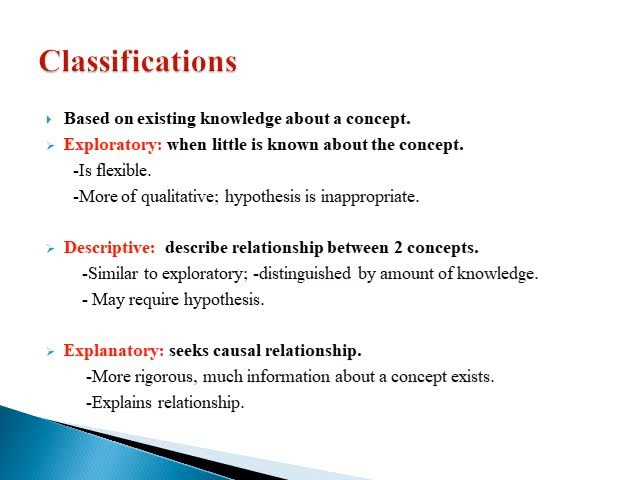 Classifications
Based on existing knowledge about a concept.
Exploratory: when little is known about the concept.
-Is flexible.
-More of qualitative; hypothesis is inappropriate.
Descriptive: describe relationship between 2 concepts.
-Similar to exploratory; -distinguished by amount of knowledge.
- May require hypothesis.
Explanatory: seeks causal relationship.
-More rigorous, much information about a concept exists.
-Explains relationship.